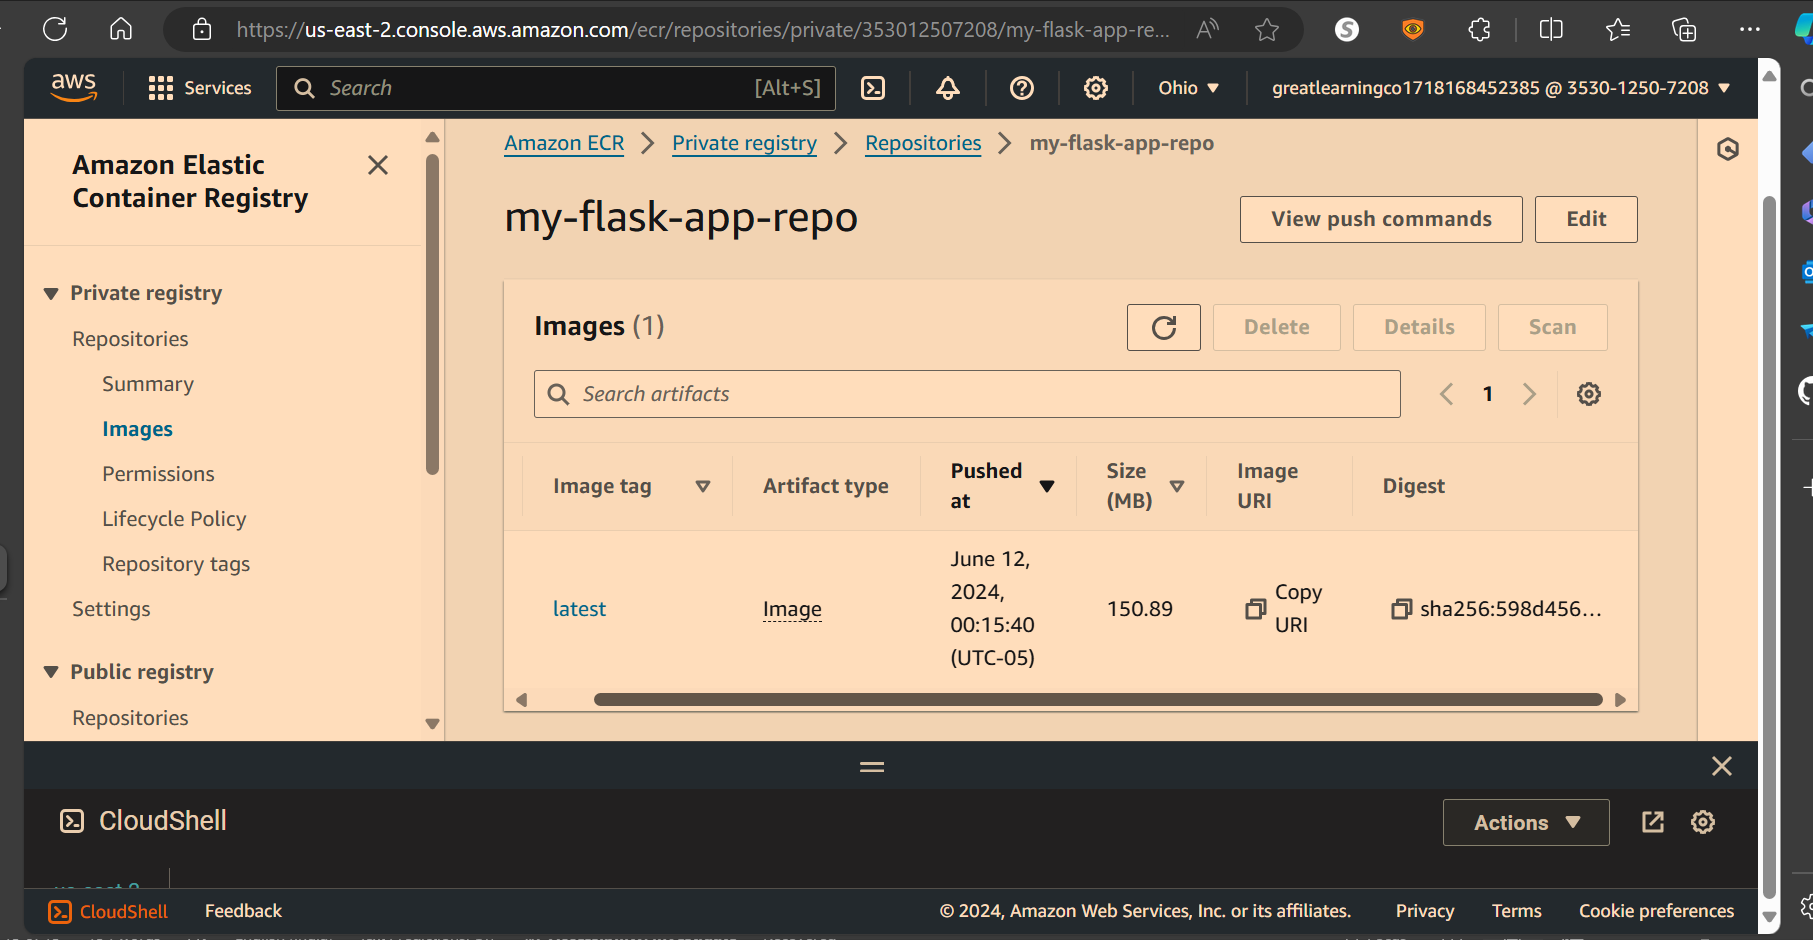 https://us-east-2.console.aws.amazon.com/ecr/repositories/private/353012507208/my-flask-app-re...
aws
Services
Search
[Alt+S]
Ohio
greatlearningco1718168452385 @ 3530-1250-7208
Amazon Elastic
Container Registry
Private registry
Repositories
Summary
Images
Permissions
Lifecycle Policy
Repository tags
Settings
Public registry
Repositories
Amazon ECR
Private registry
Repositories
my-flask-app-repo
my-flask-app-repo
View push commands
Edit
Images (1)
Delete
Details
Scan
Search artifacts
1
Image tag
Artifact type
Pushed
at
Size
(MB)
Image
URI
Digest
latest
Image
June 12,
2024,
00:15:40
(UTC-05)
150.89
Copy
URI
sha256:598d456...
CloudShell
Actions
CloudShell
Feedback
© 2024, Amazon Web Services, Inc. or its affiliates.
Privacy
Terms
Cookie preferences